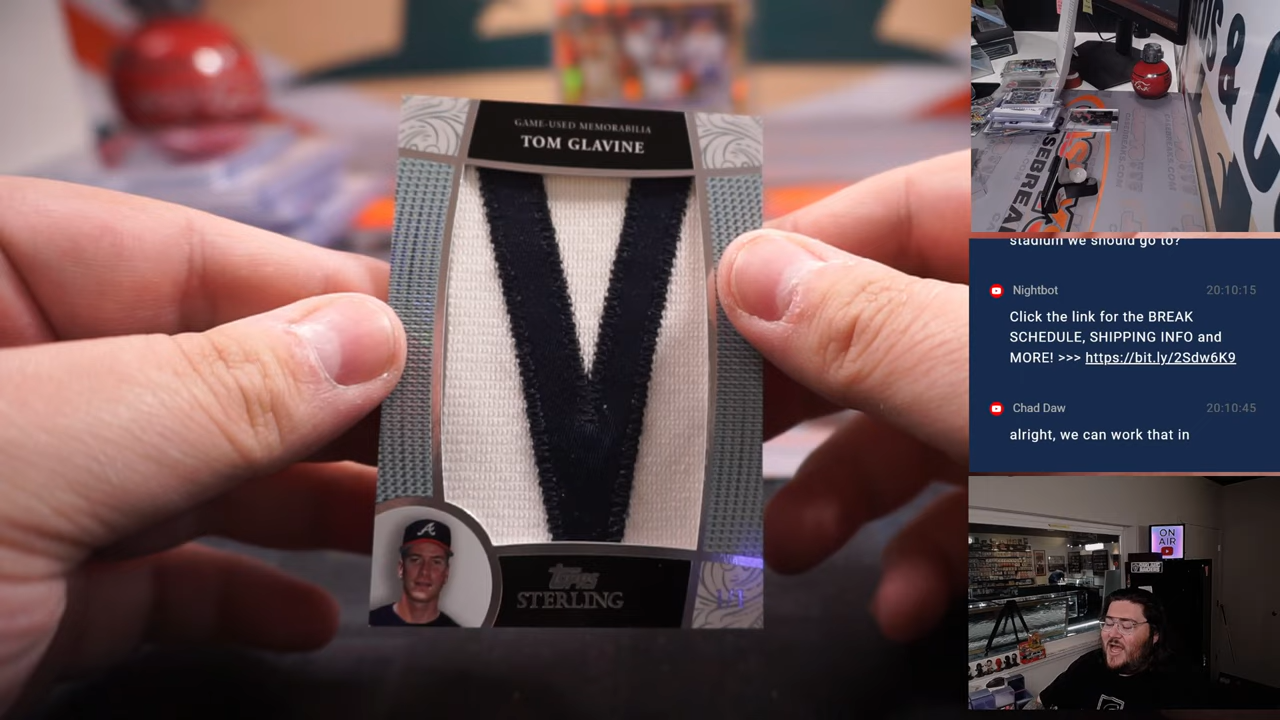 GAME-USED MEMORABILIA
TOM GLAVINE
V
A
Topps
STERLING
1/1
stadium we should go to?
Nightbot
20:10:15
Click the link for the BREAK
SCHEDULE, SHIPPING INFO and
MORE! >>> https://bit.ly/2Sdw6K9
Chad Daw
20:10:45
alright, we can work that in
ON
AIR